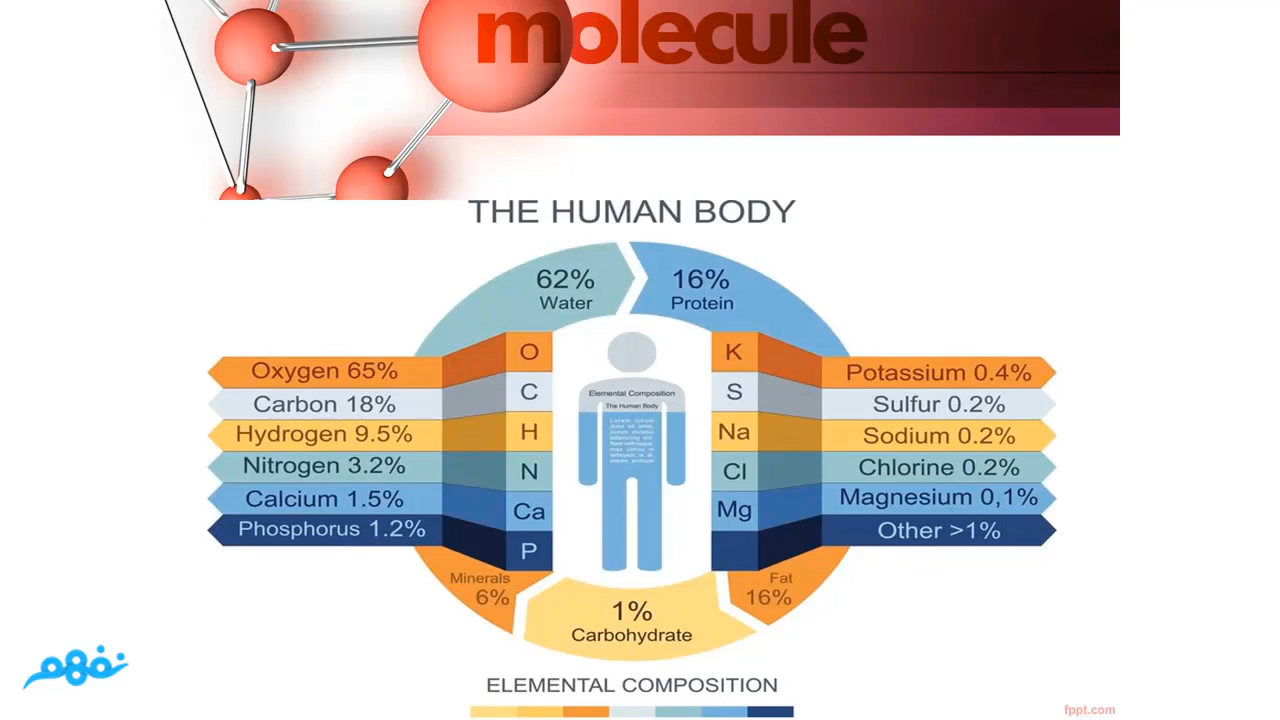 molecule
THE HUMAN BODY
62%
Water
16%
Protein
Oxygen 65%
Carbon 18%
Hydrogen 9.5%
Nitrogen 3.2%
Calcium 1.5%
Phosphorus 1.2%
O
C
H
N
Ca
P
Elemental Composition
The Human Body
K
S
Na
Cl
Mg
Potassium 0.4%
Sulfur 0.2%
Sodium 0.2%
Chlorine 0.2%
Magnesium 0,1%
Other >1%
Minerals
6%
1%
Carbohydrate
Fat
16%
ELEMENTAL COMPOSITION
نفهم
fppt.com